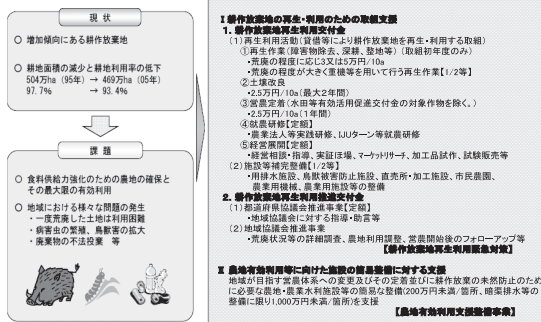 現　状
○ 増加傾向にある耕作放棄地
○ 耕地面積の減少と耕地利用率の低下
504万ha（95年） → 469万ha（05年）
97.7%　→ 93.4%
課　題
○ 食料供給力強化のための農地の確保と
その最大限の有効利用
○ 地域における様々な問題の発生
・一度荒廃した土地は利用困難
・病害虫の繁殖、鳥獣害の拡大
・廃棄物の不法投棄　等
Ⅰ 耕作放棄地の再生・利用のための取組支援
１．耕作放棄地再生利用交付金
（１）再生利用活動（貸借等により耕作放棄地を再生・利用する取組）
①再生作業（障害物除去、深耕、整地等）（取組初年度のみ）
・荒廃の程度に応じ3又は5万円/10a
・荒廃の程度が大きく重機等を用いて行う再生作業【1/2等】
②土壌改良
・2.5万円/10a（最大２年間）
③営農定着（水田等有効活用促進交付金の対象作物を除く。）
・2.5万円/10a（１年間）
④就農研修【定額】
・農業法人等実践研修、IJUターン等就農研修
⑤経営展開【定額】
・経営相談・指導、実証ほ場、マーケットリサーチ、加工品試作、試験販売等
（２）施設等補完整備【1/2等】
・用排水施設、鳥獣被害防止施設、直売所・加工施設、市民農園、
農業用機械、農業用施設等の整備
２．耕作放棄地再生利用推進交付金
（１）都道府県協議会推進事業【定額】
・地域協議会に対する指導・助言等
（２）地域協議会推進事業
・荒廃状況等の詳細調査、農地利用調整、営農開始後のフォローアップ等
【耕作放棄地再生利用緊急対策】
Ⅱ 農地有効利用等に向けた施設の簡易整備に対する支援
地域が目指す営農体系への変更及びその定着並びに耕作放棄の未然防止のため
に必要な農地・農業水利施設等の簡易な整備（200万円未満/箇所、暗渠排水等の
整備に限り1,000万円未満/箇所）を支援
【農地有効利用支援整備事業】